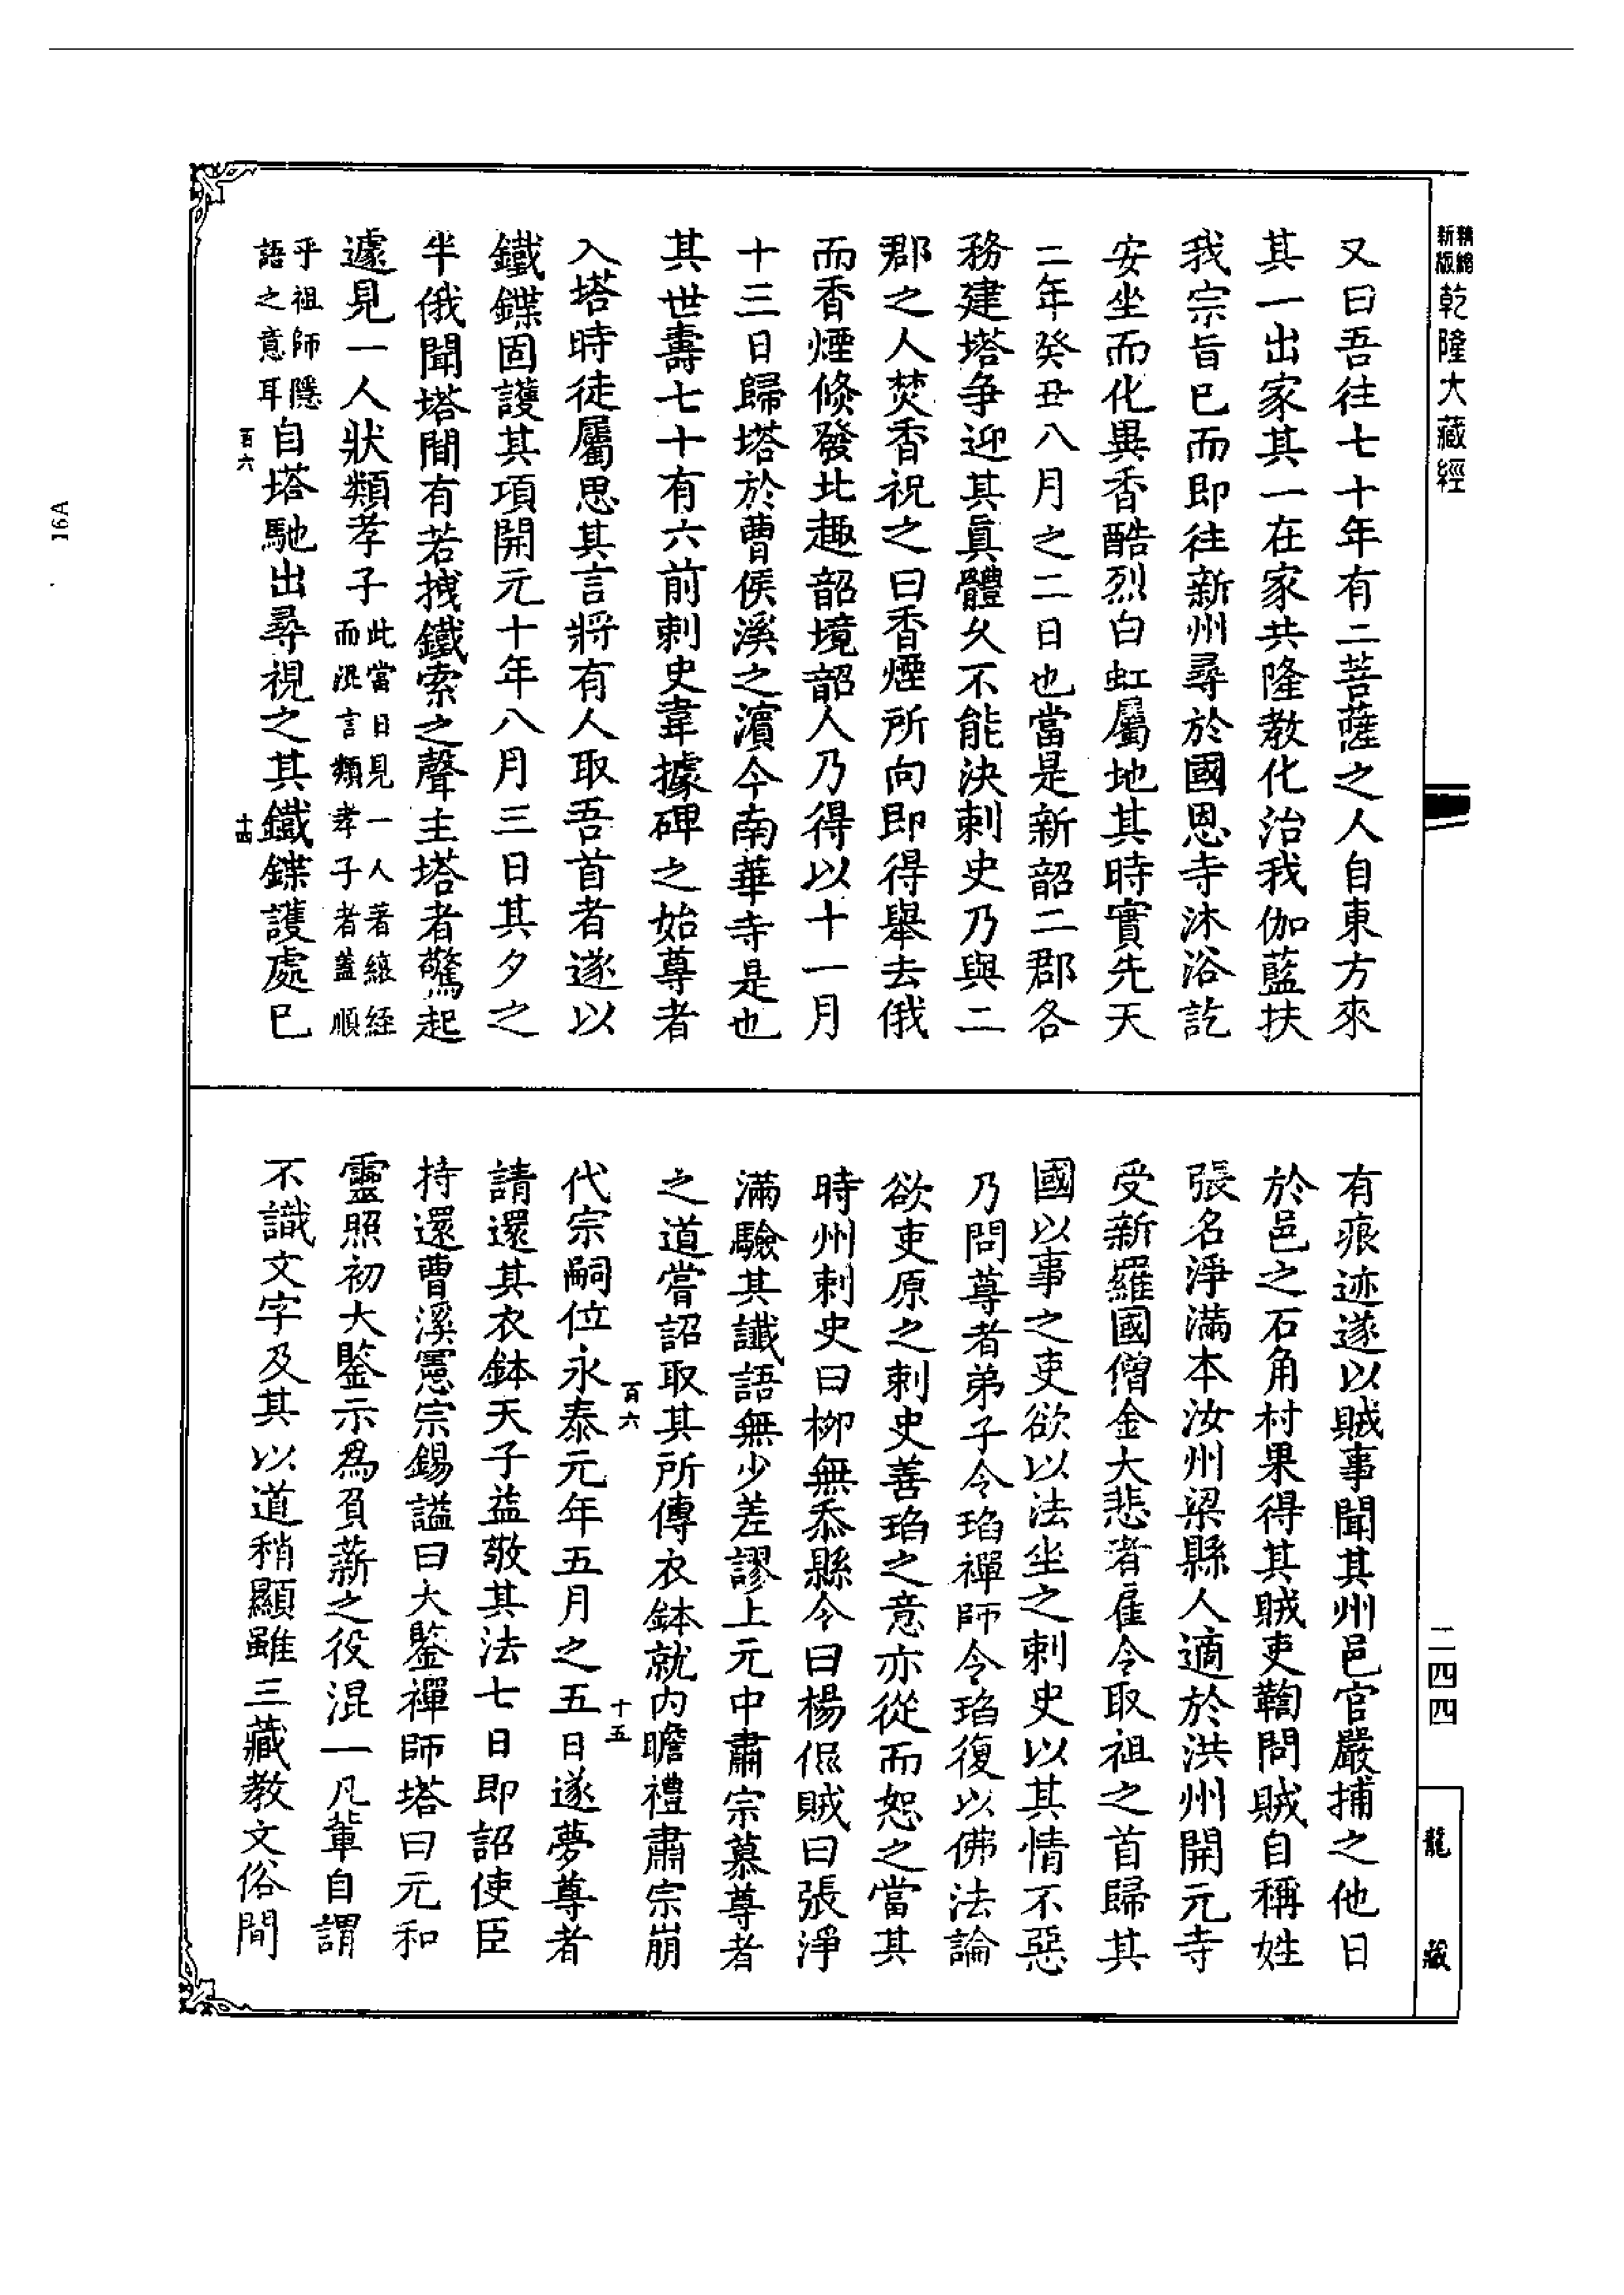 精繕新版
乾隆大藏經
又曰吾往七十年有二菩薩之人自東方來
其一出家其一在家共隆教化治我伽藍扶
我宗旨已而即往新州尋於國恩寺沐浴訖
安坐而化異香酷烈白虹屬地其時實先天
二年癸丑八月之二日也當是新韶二郡各
務建塔争迎其眞體久不能決刺史乃與二
郡之人焚香祝之曰香煙所向即得舉去俄
而香煙倐發北趣韶境韶人乃得以十一月
十三日歸塔於曹侯溪之濵今南華寺是也
其世壽七十有六前刺史韋據碑之始尊者
入塔時徒屬思其言將有人取吾首者遂以
鐵鍱固護其項開元十年八月三日其夕之
半俄聞塔間有若拽鐵索之聲主塔者驚起
遽見一人狀類孝子此當日見一人著縗絰而混言類孝子者蓋順
乎祖師隱語之意耳自塔馳出尋視之其鐵鍱護處已
百六
十四
有痕迹遂以賊事聞其州邑官嚴捕之他日
於邑之石角村果得其賊吏鞫問賊自稱姓
張名淨滿本汝州梁縣人適於洪州開元寺
受新羅國僧金大悲者雇令取祖之首歸其
國以事之吏欲以法坐之刺史以其情不惡
乃問尊者弟子令瑫禪師令瑫復以佛法論
欲吏原之刺史善瑫之意亦從而恕之當其
時州刺史曰柳無忝縣令曰楊侃賊曰張淨
滿驗其讖語無少差謬上元中肅宗慕尊者
之道嘗詔取其所傳衣鉢就内瞻禮肅宗崩
百六
十五
代宗嗣位永泰元年五月之五日遂夢尊者
請還其衣鉢天子益敬其法七日即詔使臣
持還曹溪憲宗錫謚曰大鑒禪師塔曰元和
靈照初大鑒示爲負薪之役混一凡軰自謂
不識文字及其以道稍顯雖三藏教文俗間
二四四
龍藏
16A